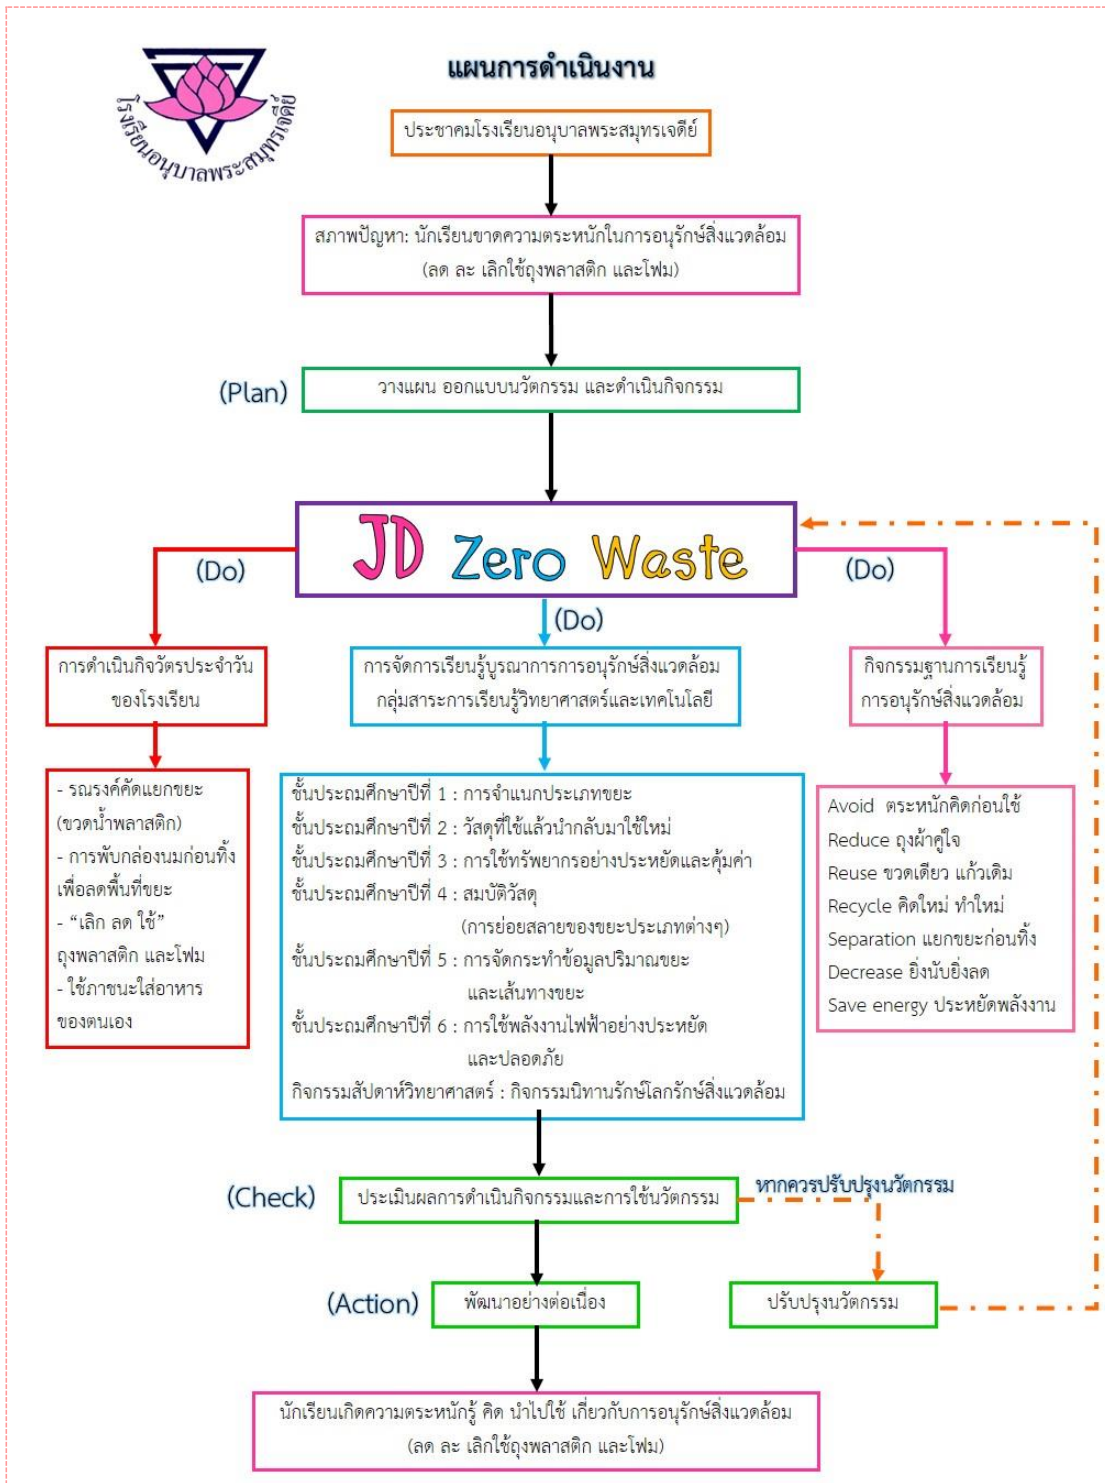 แผนการดำเนินงาน
โรงเรียนอนุบาลพระสมุทรเจดีย์
ประชาคมโรงเรียนอนุบาลพระสมุทรเจดีย์
สภาพปัญหา: นักเรียนขาดความตระหนักในการอนุรักษ์สิ่งแวดล้อม
(ลด ละ เลิกใช้ถุงพลาสติก และโฟม)
(Plan)
วางแผน ออกแบบนวัตกรรม และดำเนินกิจกรรม
JD Zero Waste
(Do)
(Do)
(Do)
การดำเนินกิจวัตรประจำวัน
ของโรงเรียน
- รณรงค์คัดแยกขยะ
(ขวดน้ำพลาสติก)
- การพับกล่องนมก่อนทิ้ง
เพื่อลดพื้นที่ขยะ
- “เลิก ลด ใช้”
ถุงพลาสติก และโฟม
- ใช้ภาชนะใส่อาหาร
ของตนเอง
การจัดการเรียนรู้บูรณาการการอนุรักษ์สิ่งแวดล้อม
กลุ่มสาระการเรียนรู้วิทยาศาสตร์และเทคโนโลยี
ชั้นประถมศึกษาปีที่ 1 : การจำแนกประเภทขยะ
ชั้นประถมศึกษาปีที่ 2 : วัสดุที่ใช้แล้วนำกลับมาใช้ใหม่
ชั้นประถมศึกษาปีที่ 3 : การใช้ทรัพยากรอย่างประหยัดและคุ้มค่า
ชั้นประถมศึกษาปีที่ 4 : สมบัติวัสดุ
(การย่อยสลายของขยะประเภทต่างๆ)
ชั้นประถมศึกษาปีที่ 5 : การจัดกระทำข้อมูลปริมาณขยะ
และเส้นทางขยะ
ชั้นประถมศึกษาปีที่ 6 : การใช้พลังงานไฟฟ้าอย่างประหยัด
และปลอดภัย
กิจกรรมสัปดาห์วิทยาศาสตร์ : กิจกรรมนิทานรักษ์โลกรักษ์สิ่งแวดล้อม
กิจกรรมฐานการเรียนรู้
การอนุรักษ์สิ่งแวดล้อม
Avoid ตระหนักคิดก่อนใช้
Reduce ถุงผ้าคู่ใจ
Reuse ขวดเดียว แก้วเดิม
Recycle คิดใหม่ ทำใหม่
Separation แยกขยะก่อนทิ้ง
Decrease ยิ่งนับยิ่งลด
Save energy ประหยัดพลังงาน
(Check)
ประเมินผลการดำเนินกิจกรรมและการใช้นวัตกรรม
หากควรปรับปรุงนวัตกรรม
(Action)
พัฒนาอย่างต่อเนื่อง
ปรับปรุงนวัตกรรม
นักเรียนเกิดความตระหนักรู้ คิด นำไปใช้ เกี่ยวกับการอนุรักษ์สิ่งแวดล้อม
(ลด ละ เลิกใช้ถุงพลาสติก และโฟม)